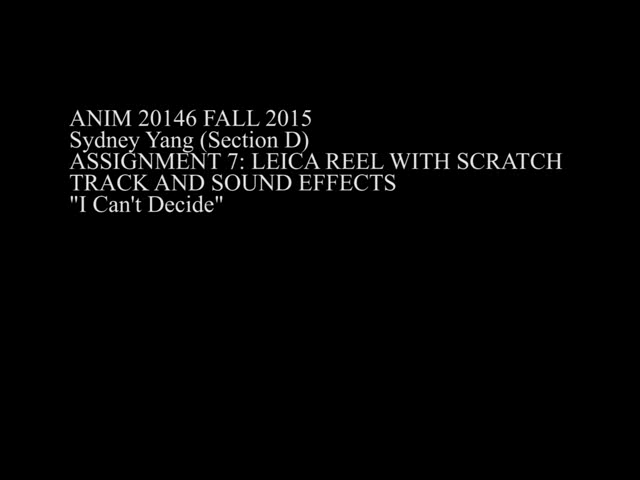 ANIM 20146 FALL 2015
Sydney Yang (Section D)
ASSIGNMENT 7: LEICA REEL WITH SCRATCH
TRACK AND SOUND EFFECTS
"I Can't Decide"